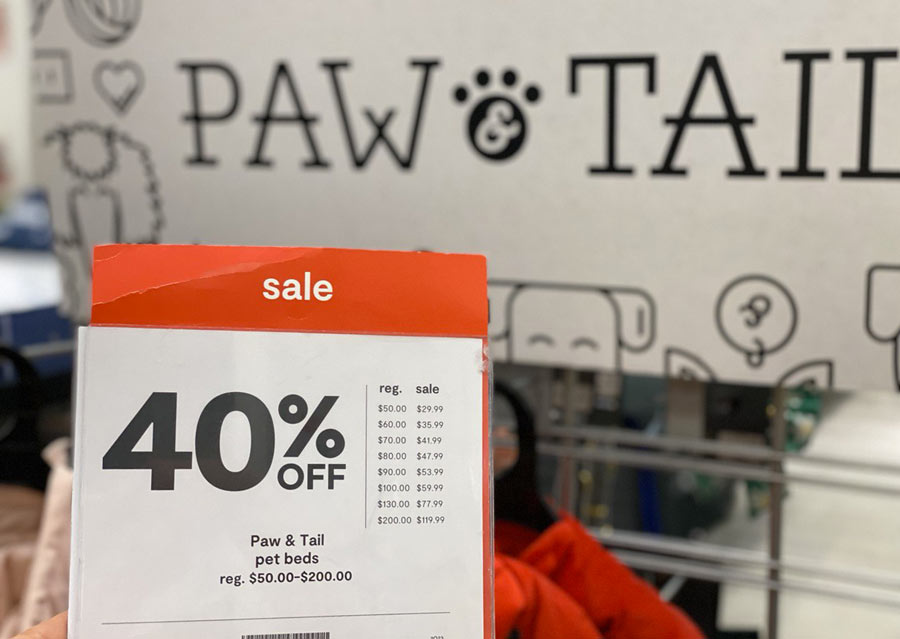 PAW & TAIL
sale
40% OFF
reg. sale
$50.00 $29.99
$60.00 $35.99
$70.00 $41.99
$80.00 $47.99
$90.00 $53.99
$100.00 $59.99
$130.00 $77.99
$200.00 $119.99
Paw & Tail
pet beds
reg. $50.00-$200.00